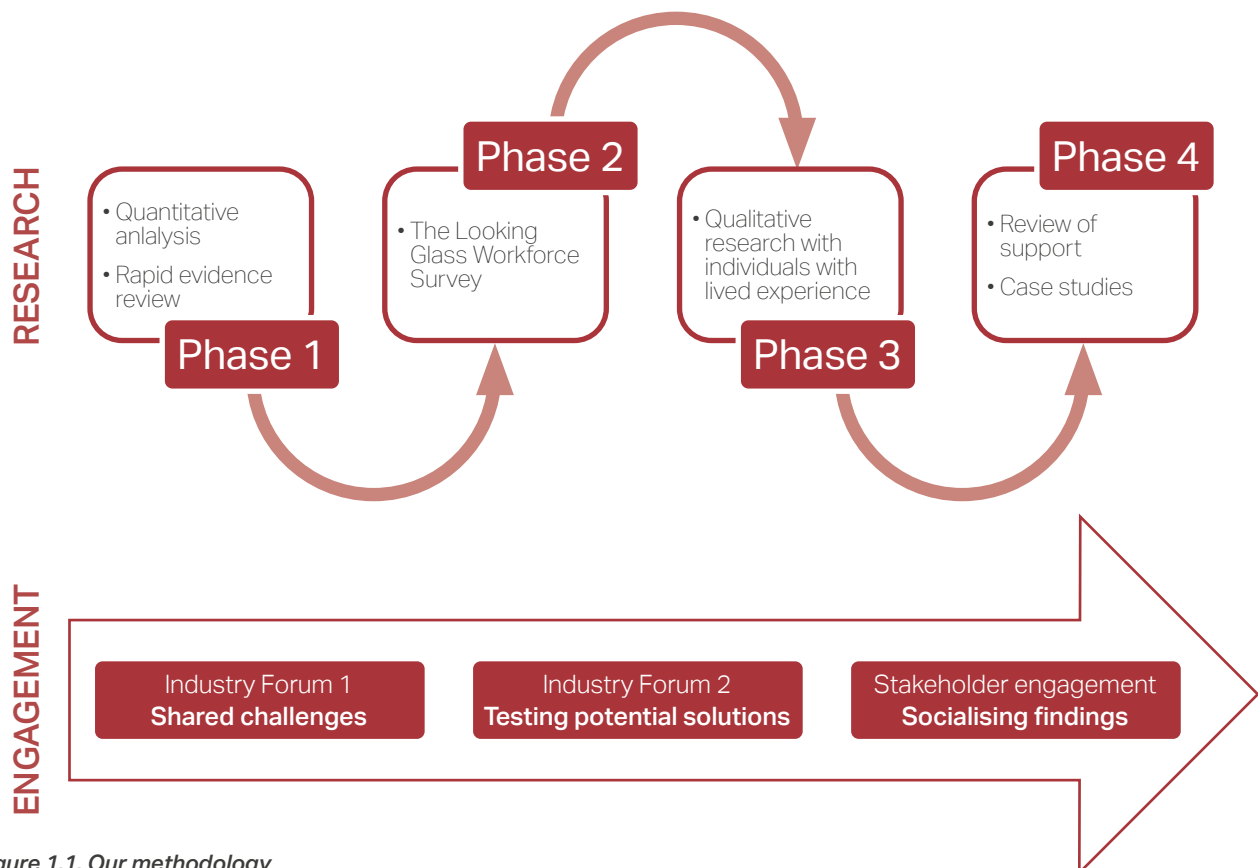 RESEARCH
Phase 1
• Quantitative
anlalysis
• Rapid evidence
review
Phase 2
• The Looking
Glass Workforce
Survey
Phase 3
• Qualitative
research with
individuals with
lived experience
Phase 4
• Review of
support
• Case studies
ENGAGEMENT
Industry Forum 1
Shared challenges
Industry Forum 2
Testing potential solutions
Stakeholder engagement
Socialising findings
gure 1.1. Our methodology